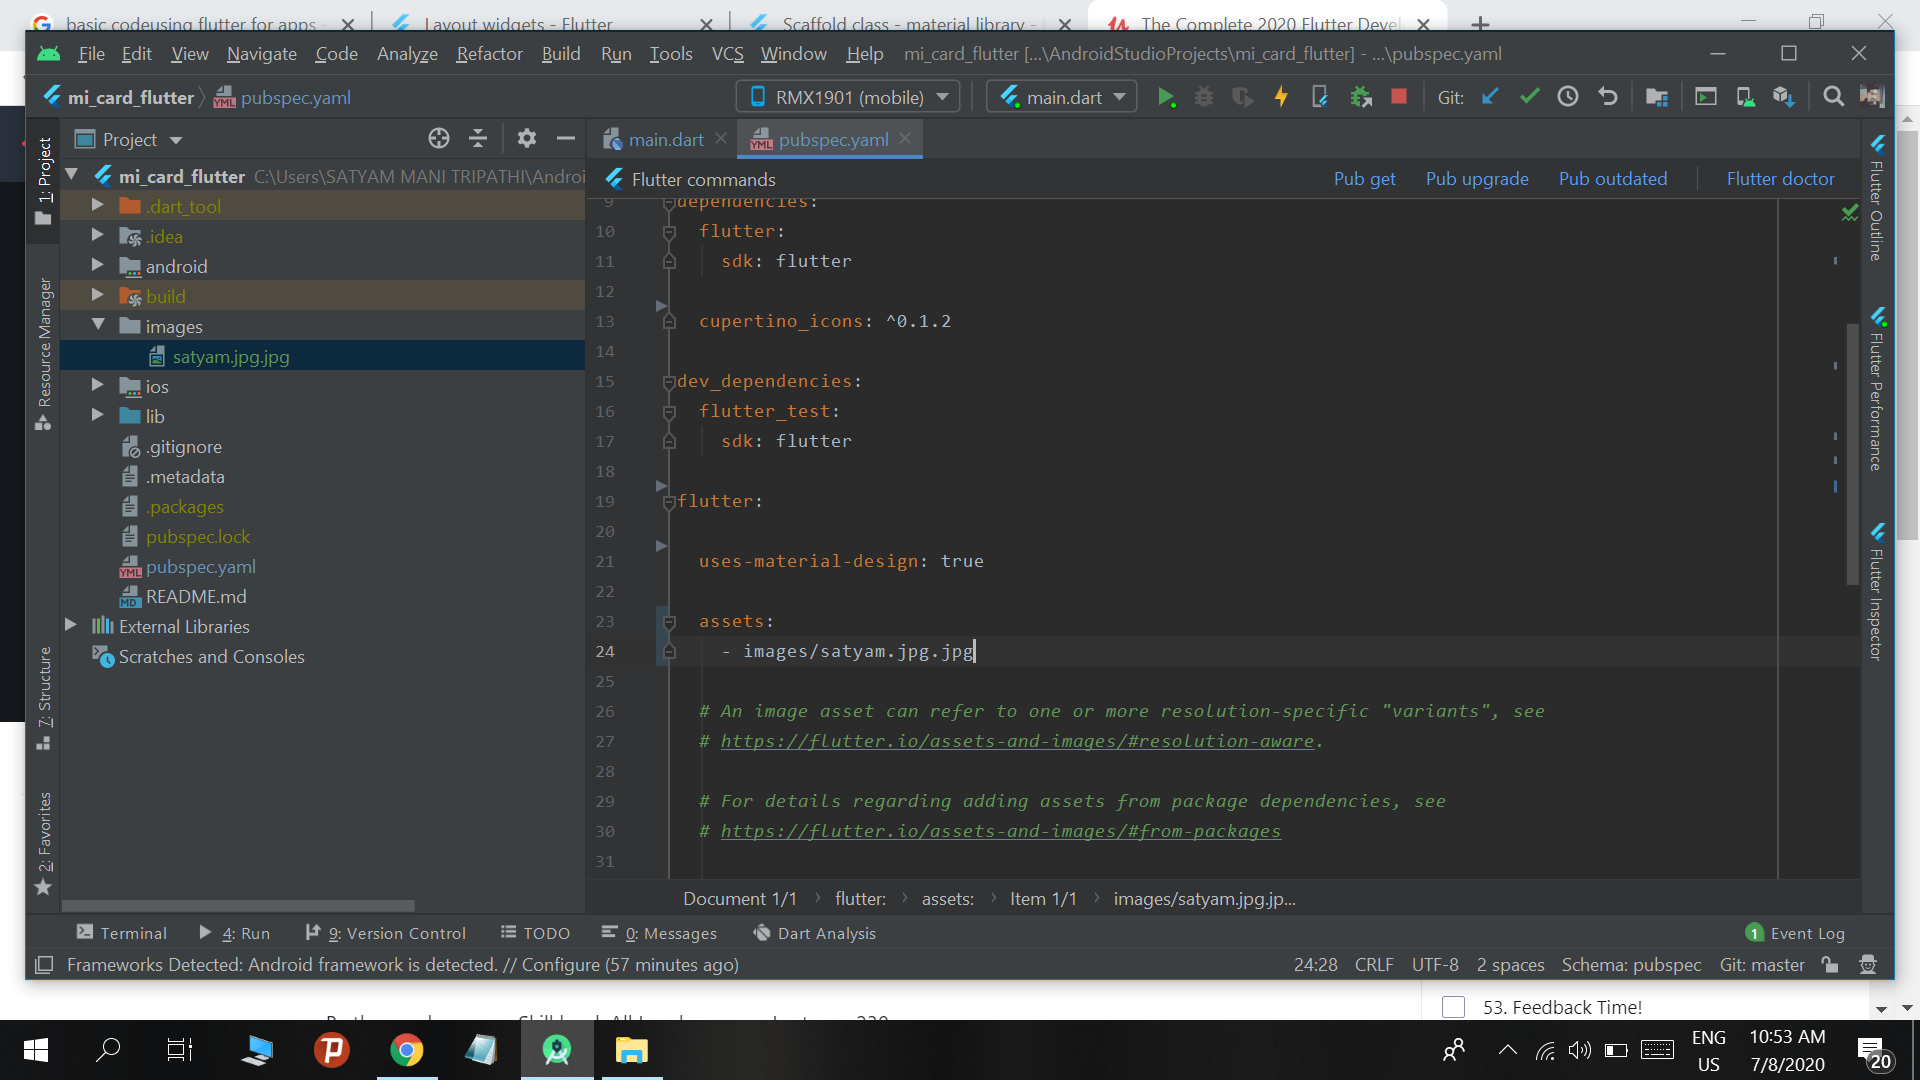 basic codeusing flutter for apps -
Layout widgets - Flutter
Scaffold class - material library -
The Complete 2020 Flutter Devel
File Edit View Navigate Code Analyze Refactor Build Run Tools VCS Window Help mi_card_flutter [...\AndroidStudioProjects\mi_card_flutter] - ...\pubspec.yaml
mi_card_flutter pubspec.yaml
RMX1901 (mobile)
main.dart
Git:
1: Project
Resource Manager
7: Structure
2: Favorites
Project
mi_card_flutter C:\Users\SATYAM MANI TRIPATHI\Androi
.dart_tool
.idea
android
build
images
satyam.jpg.jpg
ios
lib
.gitignore
.metadata
.packages
pubspec.lock
pubspec.yaml
README.md
External Libraries
Scratches and Consoles
main.dart
pubspec.yaml
Flutter commands
Pub get Pub upgrade Pub outdated Flutter doctor
9 dependencies:
10 flutter:
11 sdk: flutter
12
13 cupertino_icons: ^0.1.2
14
15 dev_dependencies:
16 flutter_test:
17 sdk: flutter
18
19 flutter:
20
21 uses-material-design: true
22
23 assets:
24 - images/satyam.jpg.jpg
25
26 # An image asset can refer to one or more resolution-specific "variants", see
27 # https://flutter.io/assets-and-images/#resolution-aware.
28
29 # For details regarding adding assets from package dependencies, see
30 # https://flutter.io/assets-and-images/#from-packages
31
Document 1/1 › flutter: › assets: › Item 1/1 › images/satyam.jpg.jp...
Flutter Outline
Flutter Performance
Flutter Inspector
Terminal 4: Run 9: Version Control TODO 0: Messages Dart Analysis
1 Event Log
Frameworks Detected: Android framework is detected. // Configure (57 minutes ago)
24:28 CRLF UTF-8 2 spaces Schema: pubspec Git: master
53. Feedback Time!
ENG
US
10:53 AM
7/8/2020
20